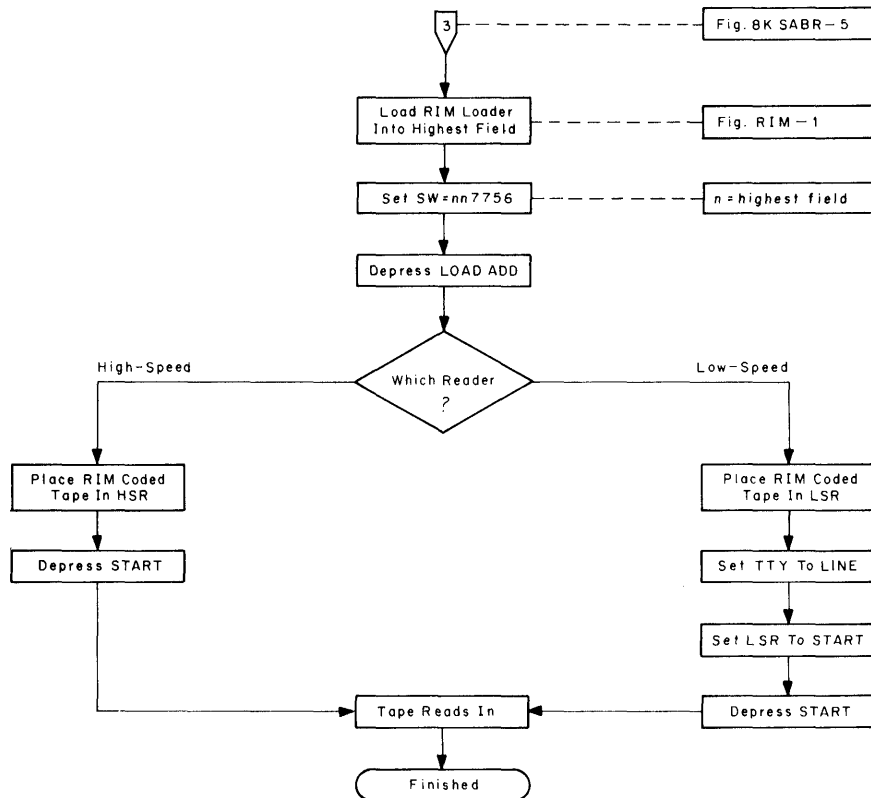 3
Fig. 8K SABR-5
Load RIM Loader
Into Highest Field
Fig. RIM-1
Set SW=nn7756
n=highest field
Depress LOAD ADD
Which Reader
?
High-Speed
Low-Speed
Place RIM Coded
Tape In HSR
Place RIM Coded
Tape In LSR
Depress START
Set TTY To LINE
Set LSR To START
Tape Reads In
Depress START
Finished